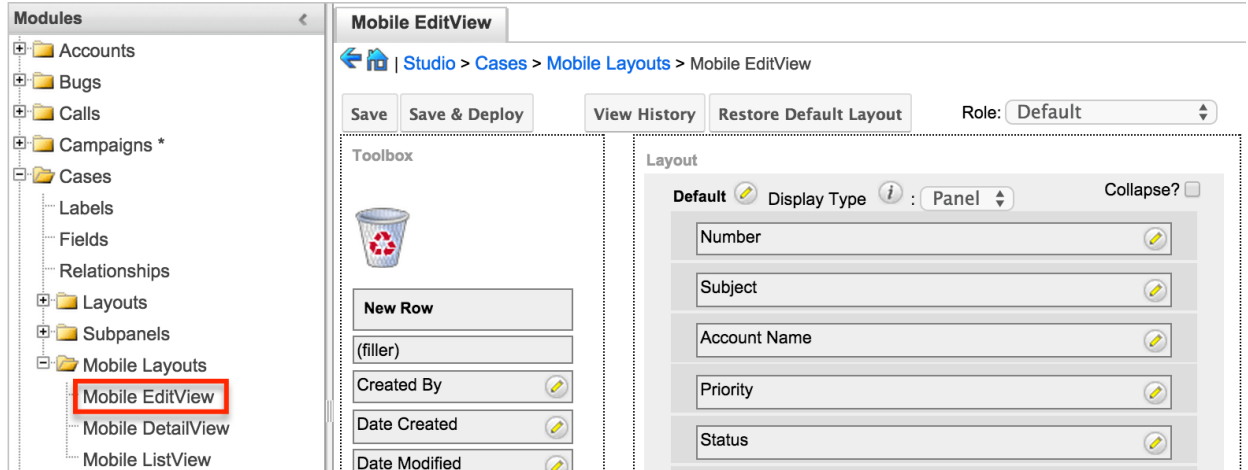 Modules
Accounts
Bugs
Calls
Campaigns *
Cases
Labels
Fields
Relationships
Layouts
Subpanels
Mobile Layouts
Mobile EditView
Mobile DetailView
Mobile ListView
Mobile EditView
| Studio > Cases > Mobile Layouts > Mobile EditView
Save Save & Deploy View History Restore Default Layout Role: Default
Toolbox
New Row
(filler)
Created By
Date Created
Date Modified
Layout
Default Display Type i : Panel Collapse?
Number
Subject
Account Name
Priority
Status